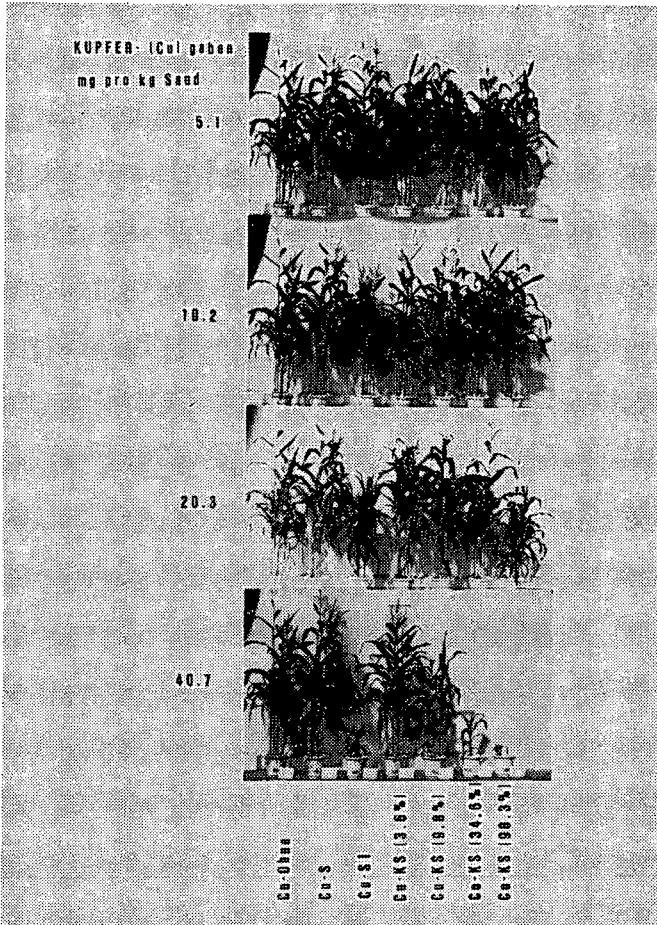 KUPFER- (Cu) gaben
mg pro kg Sand
5.1
10.2
20.3
40.7
Cu-Ohne
Cu-S
Cu-SI
Cu-KS (3.6%)
Cu-KS (9.8%)
Cu-KS (34.5%)
Cu-KS (98.3%)